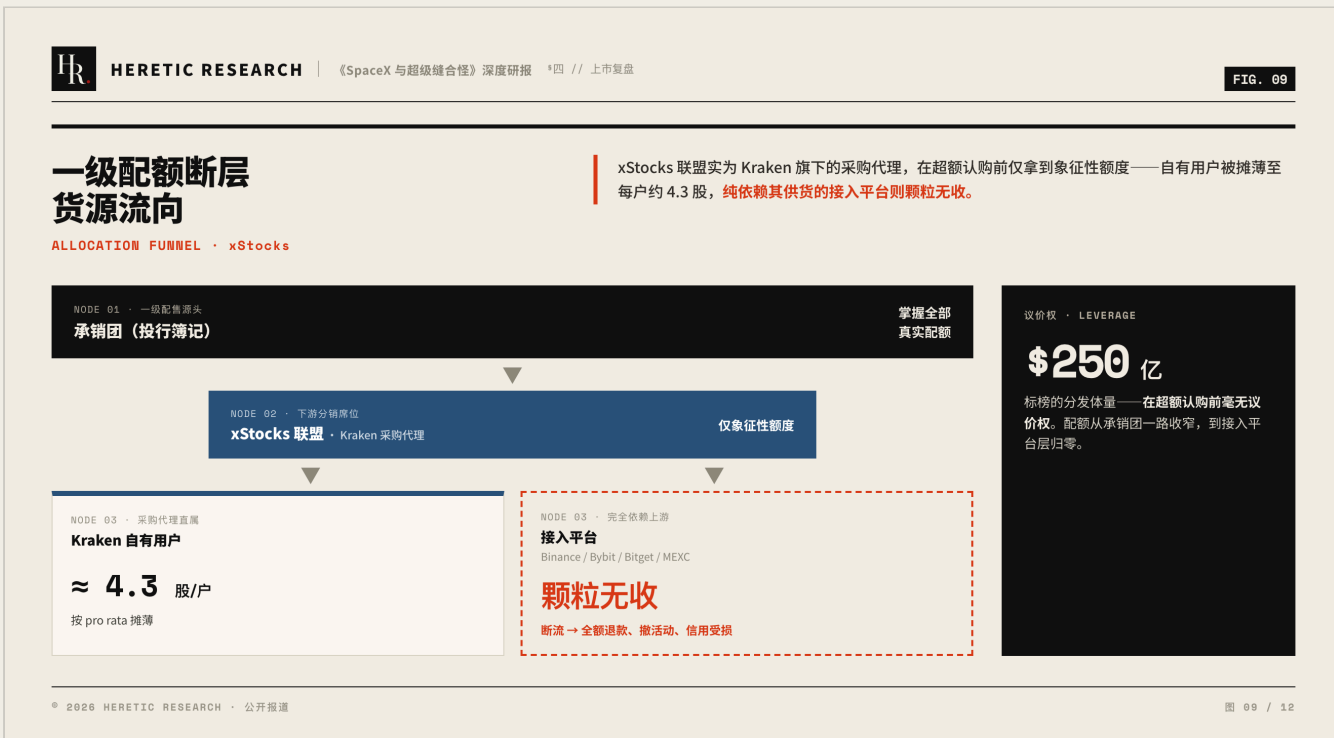 HR.
HERETIC RESEARCH
《SpaceX 与超级缝合怪》深度研报 §四 // 上市复盘
FIG. 09
一级配额断层
货源流向
ALLOCATION FUNNEL · xStocks
xStocks 联盟实为 Kraken 旗下的采购代理，在超额认购前仅拿到象征性额度——自有用户被摊薄至
每户约 4.3 股，纯依赖其供货的接入平台则颗粒无收。
NODE 01 · 一级配售源头
承销团（投行簿记）
掌握全部
真实配额
NODE 02 · 下游分销席位
xStocks 联盟 · Kraken 采购代理
仅象征性额度
NODE 03 · 采购代理直属
Kraken 自有用户
≈ 4.3 股/户
按 pro rata 摊薄
NODE 03 · 完全依赖上游
接入平台
Binance / Bybit / Bitget / MEXC
颗粒无收
断流 → 全额退款、撤活动、信用受损
议价权 · LEVERAGE
$250 亿
标榜的分发体量——在超额认购前毫无议
价权。配额从承销团一路收窄，到接入平
台层归零。
© 2026 HERETIC RESEARCH · 公开报道
图 09 / 12